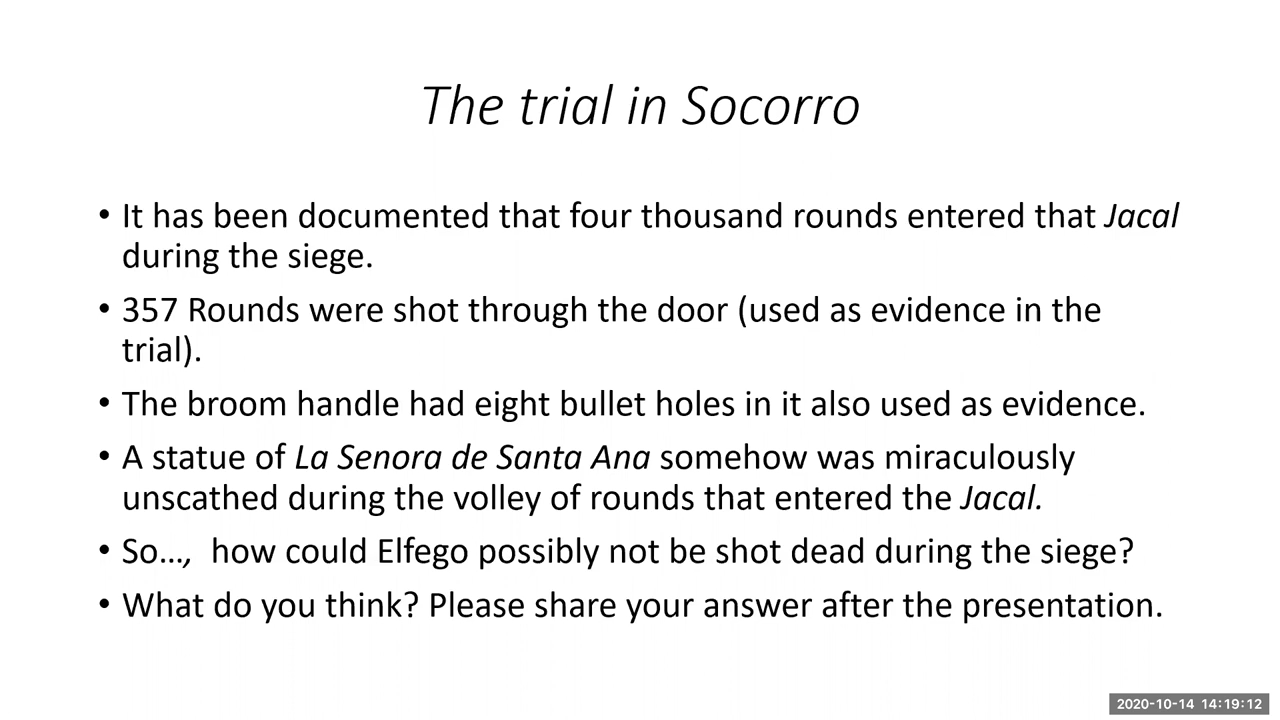 The trial in Socorro
• It has been documented that four thousand rounds entered that Jacal
during the siege.
• 357 Rounds were shot through the door (used as evidence in the
trial).
• The broom handle had eight bullet holes in it also used as evidence.
• A statue of La Senora de Santa Ana somehow was miraculously
unscathed during the volley of rounds that entered the Jacal.
• So…, how could Elfego possibly not be shot dead during the siege?
• What do you think? Please share your answer after the presentation.
2020-10-14 14:19:12